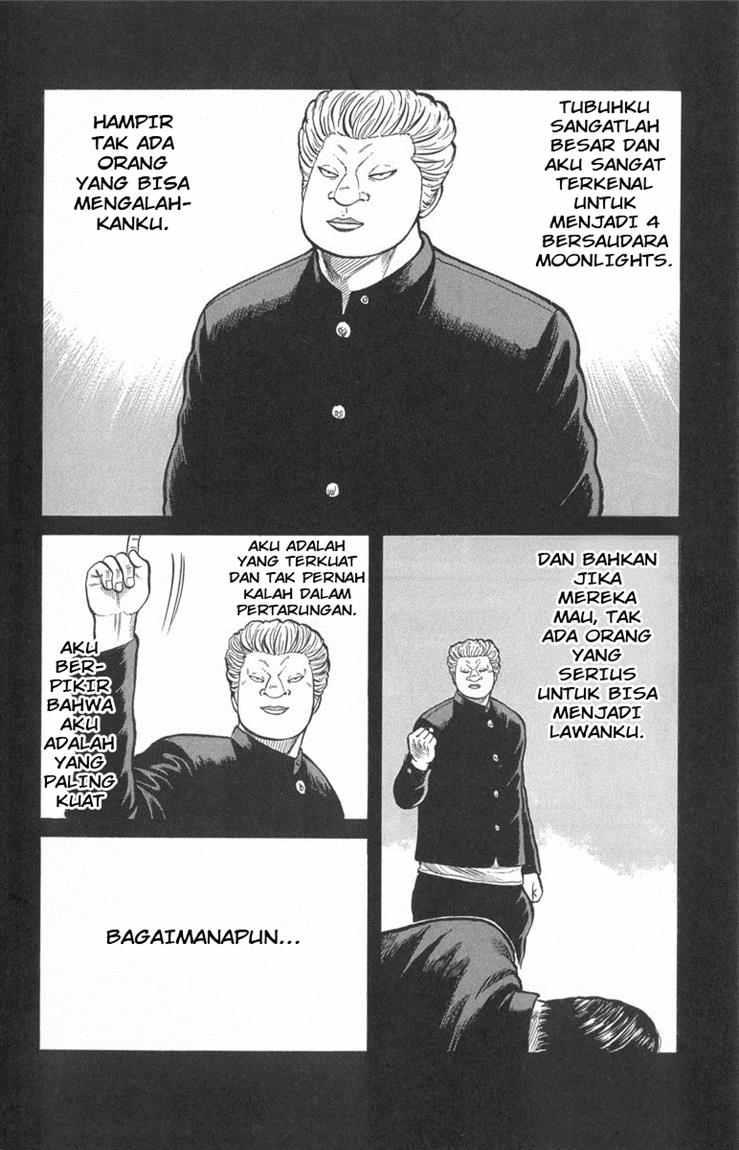 TUBUHKU
SANGATLAH
BESAR DAN
AKU SANGAT
TERKENAL
UNTUK
MENJADI 4
BERSAUDARA
MOONLIGHTS.
HAMPIR
TAK ADA
ORANG
YANG BISA
MENGALAH-
KANKU.
DAN BAHKAN
JIKA
MEREKA
MAU, TAK
ADA ORANG
YANG
SERIUS
UNTUK BISA
MENJADI
LAWANKU.
AKU ADALAH
YANG TERKUAT
DAN TAK PERNAH
KALAH DALAM
PERTARUNGAN.
AKU
BER-
PIKIR
BAHWA
AKU
ADALAH
YANG
PALING
KUAT
BAGAIMANAPUN...